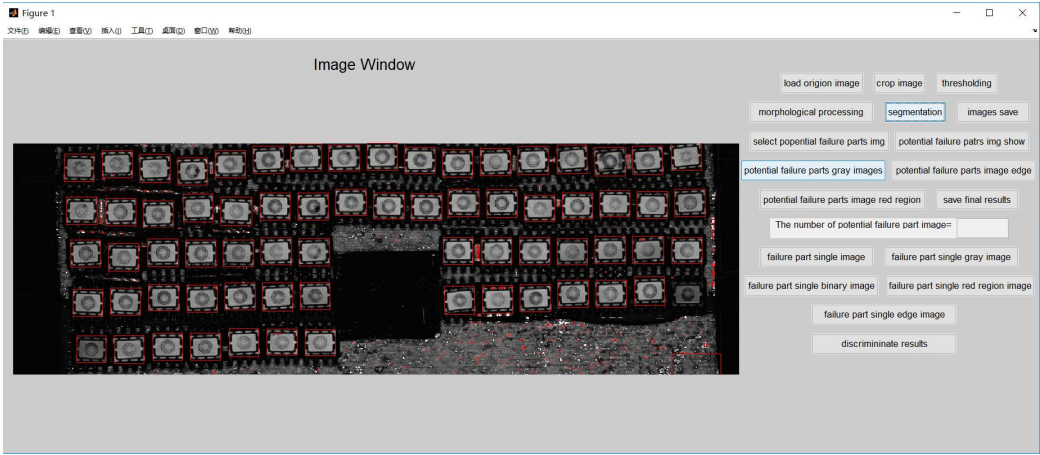 Figure 1
文件(F) 编辑(E) 查看(V) 插入(I) 工具(T) 桌面(D) 窗口(W) 帮助(H)
Image Window
load origion image crop image thresholding
morphological processing segmentation images save
select popential failure parts img potential failure patrs img show
potential failure parts gray images potential failure parts image edge
potential failure parts image red region save final results
The number of potential failure part image=
failure part single image failure part single gray image
failure part single binary image failure part single red region image
failure part single edge image
discrimininate results